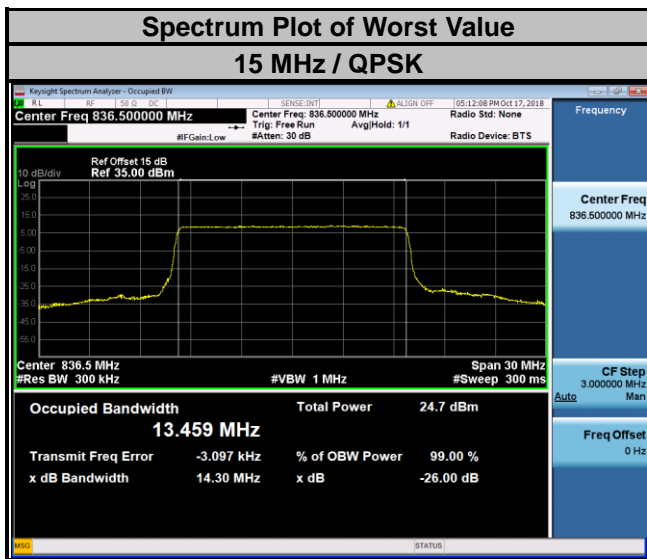 Spectrum Plot of Worst Value
15 MHz / QPSK
Keysight Spectrum Analyzer - Occupied BW
RL RF 50 Ω DC SENSE:INT ALIGN OFF 05:12:08 PM Oct 17, 2018
Center Freq 836.500000 MHz
Center Freq: 836.500000 MHz
Radio Std: None
Trig: Free Run Avg|Hold: 1/1
#IFGain:Low
#Atten: 30 dB
Radio Device: BTS
Frequency
Ref Offset 15 dB
10 dB/div Ref 35.00 dBm
Log
25.0
15.0
5.00
-5.00
-15.0
-25.0
-35.0
-45.0
-55.0
Center 836.5 MHz Span 30 MHz
#Res BW 300 kHz #VBW 1 MHz #Sweep 300 ms
Occupied Bandwidth Total Power 24.7 dBm
13.459 MHz
Transmit Freq Error -3.097 kHz % of OBW Power 99.00 %
x dB Bandwidth 14.30 MHz x dB -26.00 dB
Center Freq
836.500000 MHz
CF Step
3.000000 MHz
Auto Man
Freq Offset
0 Hz
MSG STATUS